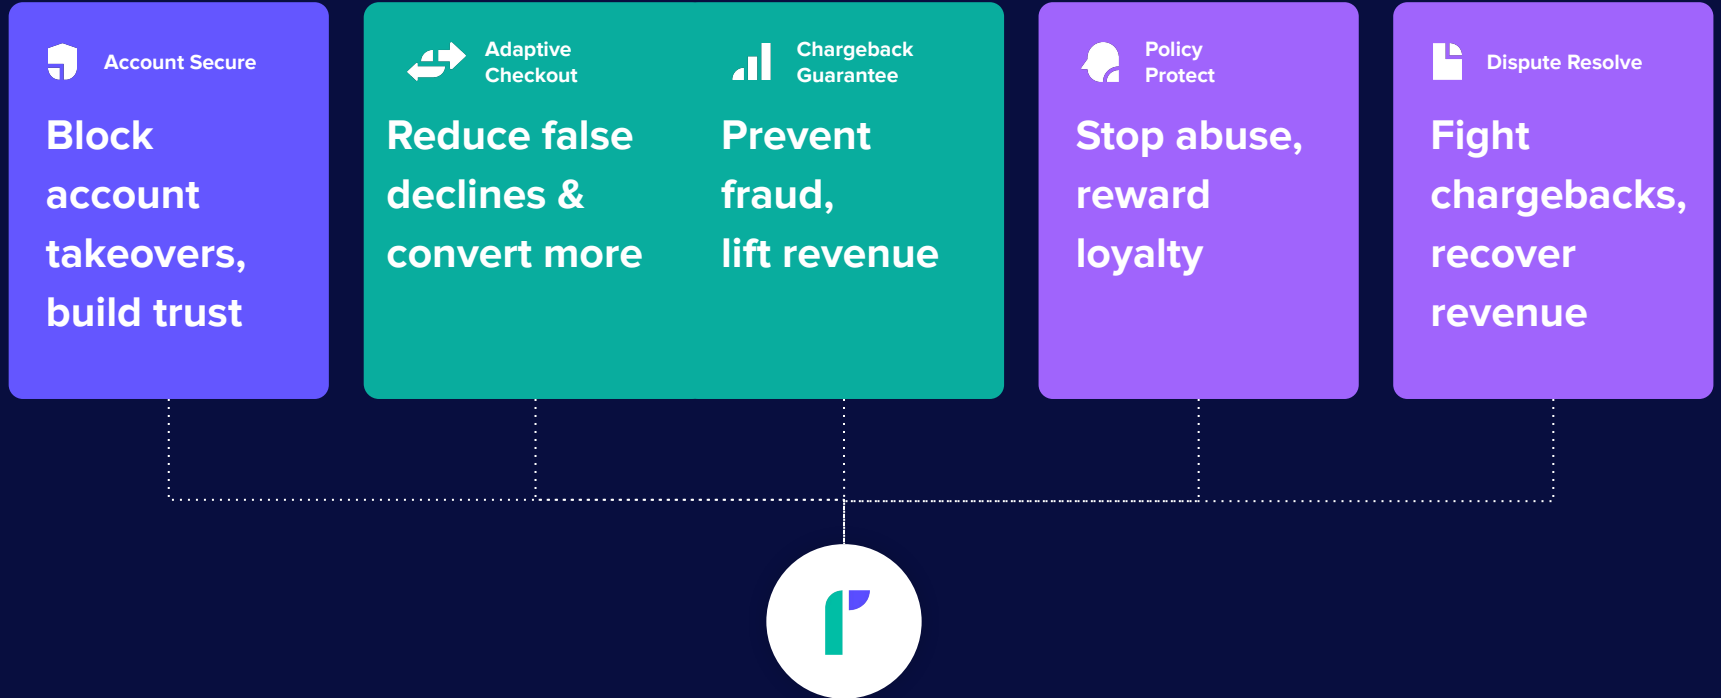 Account Secure
Block
account
takeovers,
build trust
Adaptive
Checkout
Reduce false
declines &
convert more
Chargeback
Guarantee
Prevent
fraud,
lift revenue
Policy
Protect
Stop abuse,
reward
loyalty
Dispute Resolve
Fight
chargebacks,
recover
revenue
r